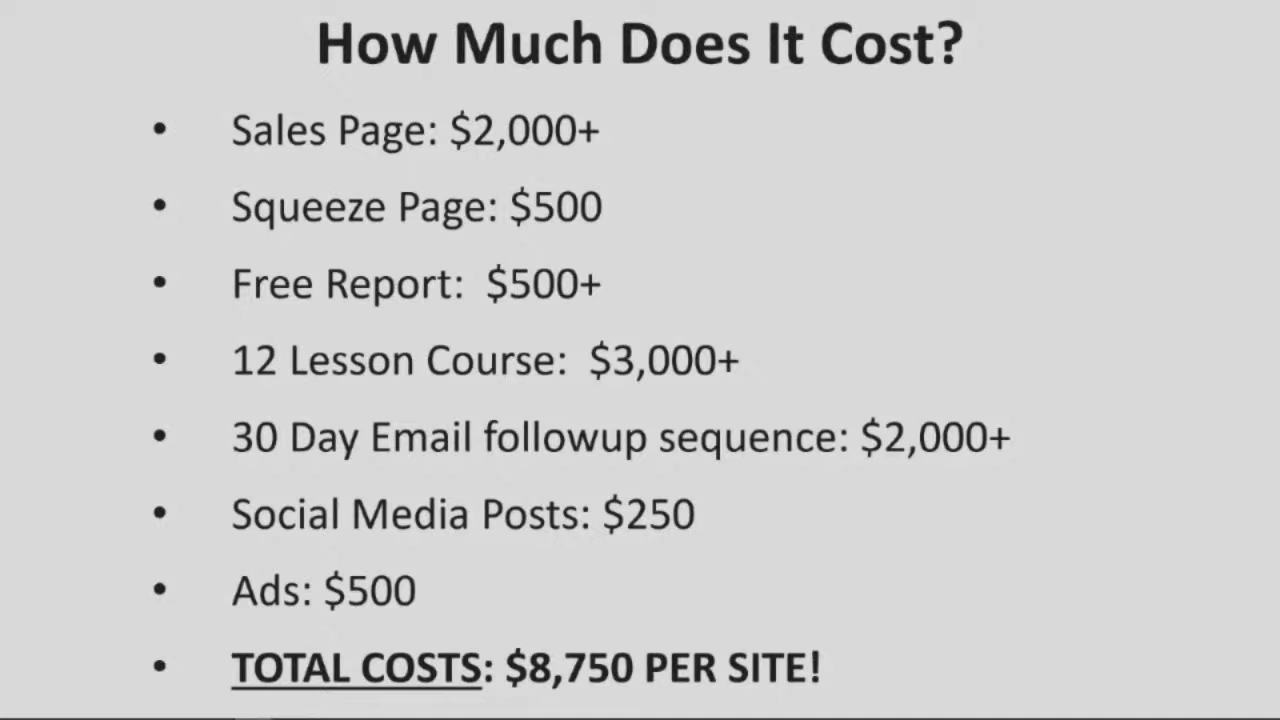 How Much Does It Cost?
• Sales Page: $2,000+
• Squeeze Page: $500
• Free Report:  $500+
• 12 Lesson Course:  $3,000+
• 30 Day Email followup sequence: $2,000+
• Social Media Posts: $250
• Ads: $500
• TOTAL COSTS: $8,750 PER SITE!